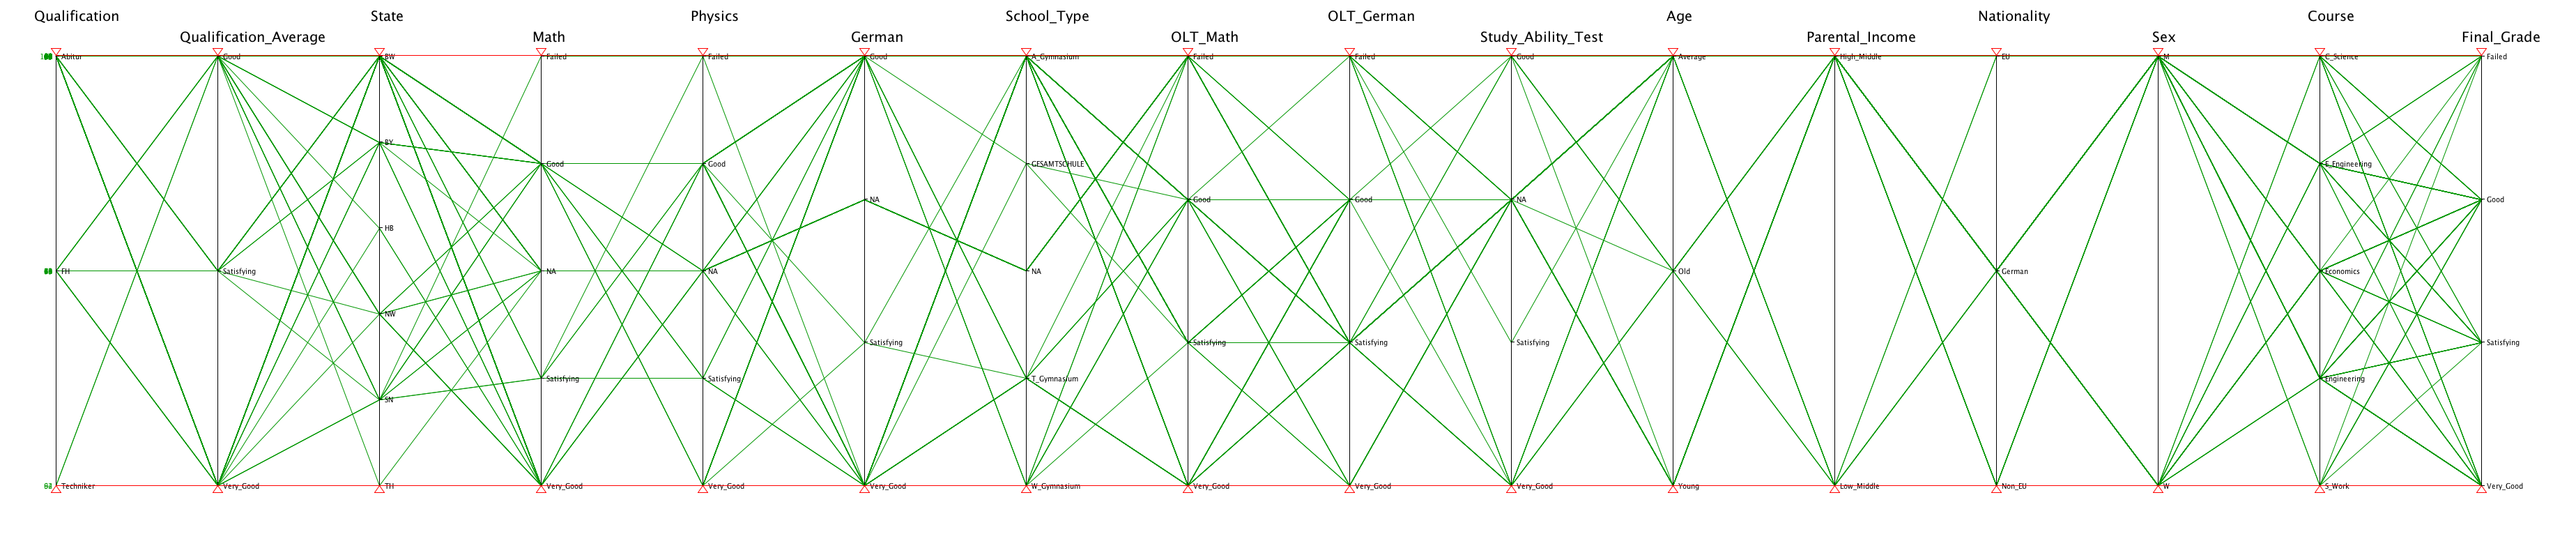 Qualification
State
Physics
School_Type
OLT_German
Age
Nationality
Course
Qualification_Average
Math
German
OLT_Math
Study_Ability_Test
Parental_Income
Sex
Final_Grade
Abitur
FH
Techniker
Good
Satisfying
Very_Good
BW
BY
HB
NW
SN
TH
Failed
Good
NA
Satisfying
Very_Good
Failed
Good
NA
Satisfying
Very_Good
Good
NA
Satisfying
Very_Good
A_Gymnasium
GESAMTSCHULE
NA
T_Gymnasium
W_Gymnasium
Failed
Good
Satisfying
Very_Good
Failed
Good
Satisfying
Very_Good
Good
NA
Satisfying
Very_Good
Average
Old
Young
High_Middle
Low_Middle
EU
German
Non_EU
M
W
C_Science
E_Engineering
Economics
Engineering
S_Work
Failed
Good
Satisfying
Very_Good